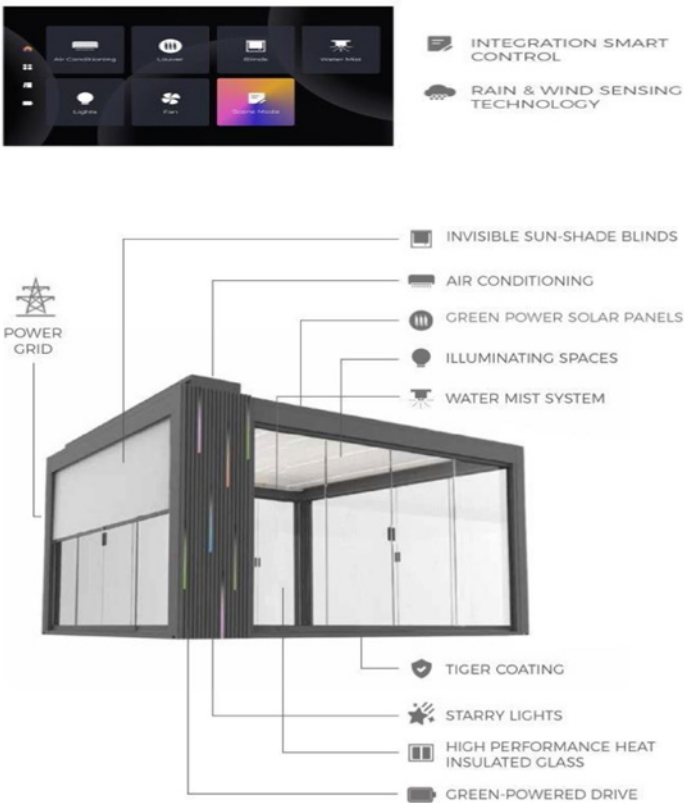 Air Conditioning
Louver
Blinds
Water Mist
Lights
Fan
Scene Mode
INTEGRATION SMART
CONTROL
RAIN & WIND SENSING
TECHNOLOGY
POWER
GRID
INVISIBLE SUN-SHADE BLINDS
AIR CONDITIONING
GREEN POWER SOLAR PANELS
ILLUMINATING SPACES
WATER MIST SYSTEM
TIGER COATING
STARRY LIGHTS
HIGH PERFORMANCE HEAT
INSULATED GLASS
GREEN-POWERED DRIVE